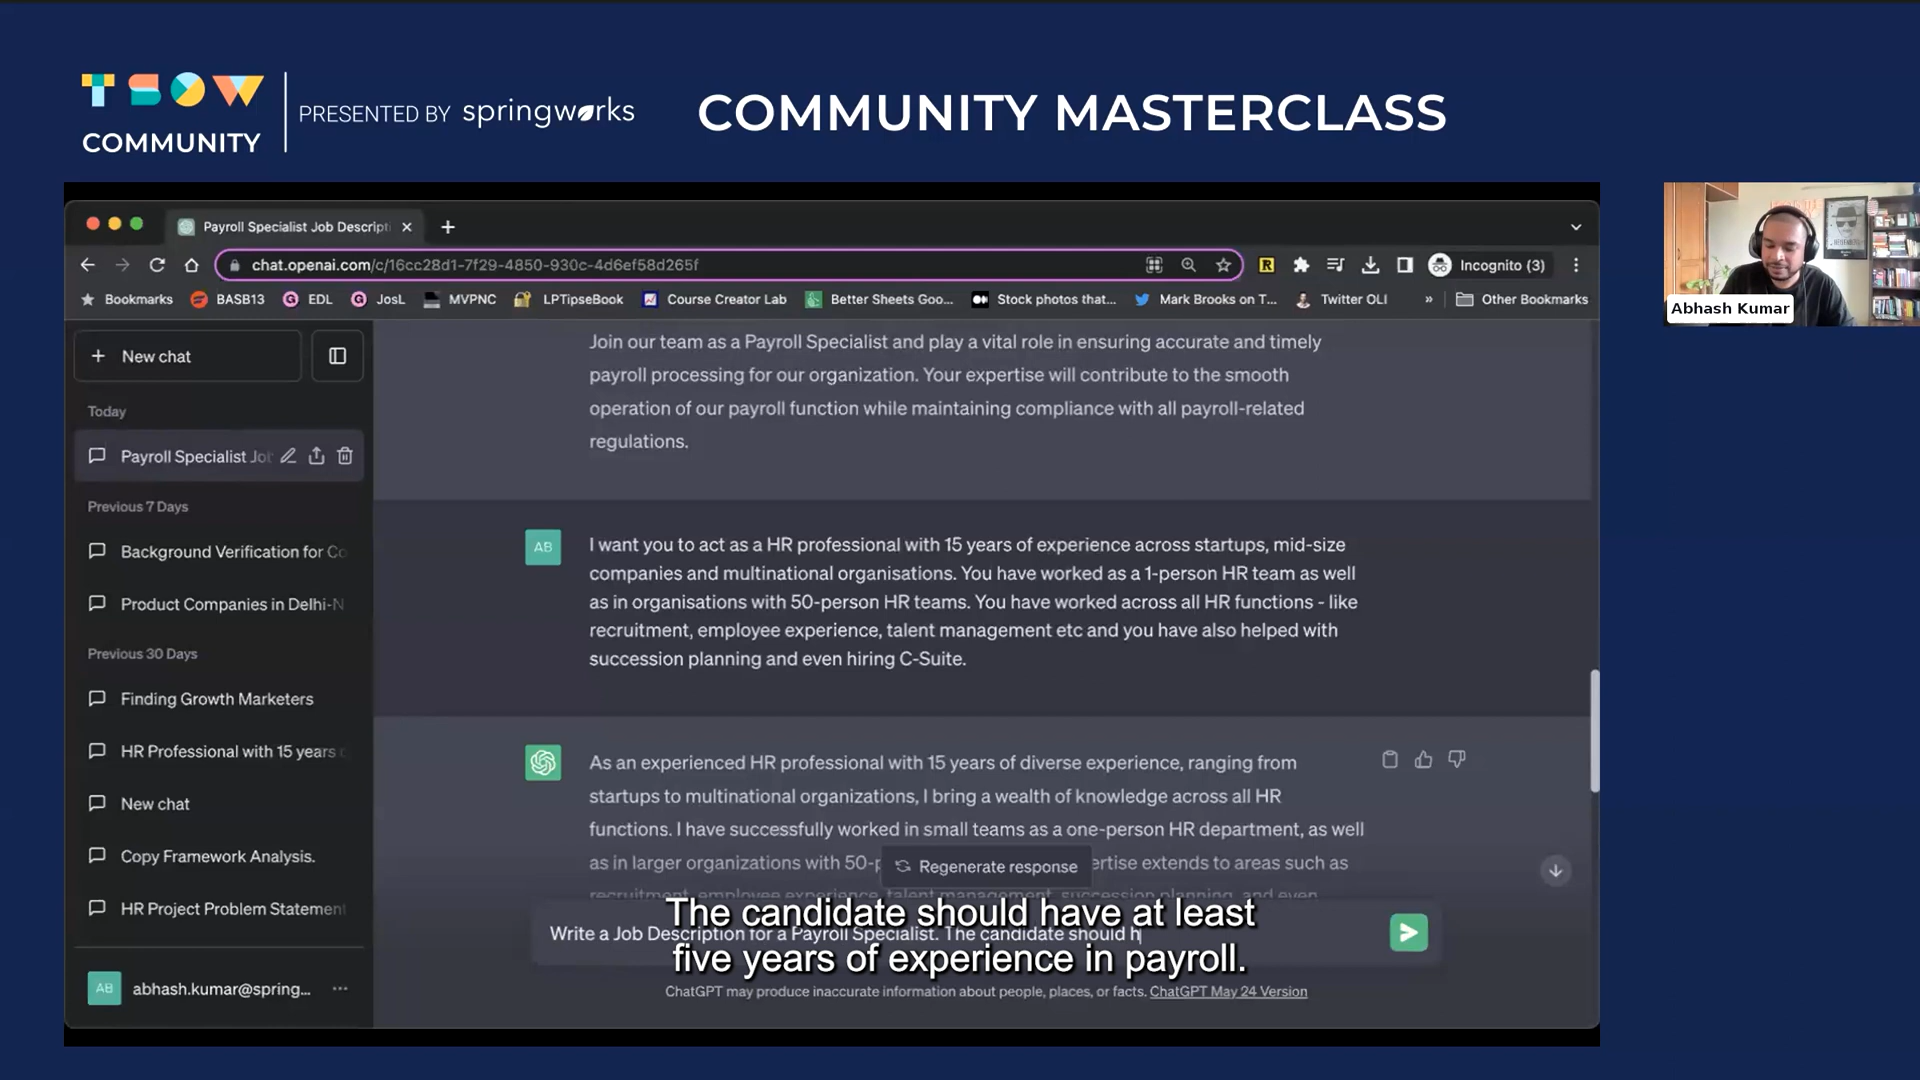 TSOW
COMMUNITY
PRESENTED BY springworks
COMMUNITY MASTERCLASS
Payroll Specialist Job Descripti
chat.openai.com/c/16cc28d1-7f29-4850-930c-4d6ef58d265f
Incognito (3)
Bookmarks
BASB13
EDL
JosL
MVPNC
LPTipseBook
Course Creator Lab
Better Sheets Goo...
Stock photos that...
Mark Brooks on T...
Twitter OLI
»
Other Bookmarks
Abhash Kumar
+ New chat
Today
Payroll Specialist Jo
Previous 7 Days
Background Verification for Co
Product Companies in Delhi-N
Previous 30 Days
Finding Growth Marketers
HR Professional with 15 years
New chat
Copy Framework Analysis.
HR Project Problem Statement
AB
abhash.kumar@spring...
Join our team as a Payroll Specialist and play a vital role in ensuring accurate and timely
payroll processing for our organization. Your expertise will contribute to the smooth
operation of our payroll function while maintaining compliance with all payroll-related
regulations.
AB
I want you to act as a HR professional with 15 years of experience across startups, mid-size
companies and multinational organisations. You have worked as a 1-person HR team as well
as in organisations with 50-person HR teams. You have worked across all HR functions - like
recruitment, employee experience, talent management etc and you have also helped with
succession planning and even hiring C-Suite.
As an experienced HR professional with 15 years of diverse experience, ranging from
startups to multinational organizations, I bring a wealth of knowledge across all HR
functions. I have successfully worked in small teams as a one-person HR department, as well
as in larger organizations with 50-p ertise extends to areas such as
Regenerate response
recruitment, employee experience, talent management, succession planning, and even
The candidate should have at least
Write a Job Description for a Payroll Specialist. The candidate should h
five years of experience in payroll.
ChatGPT may produce inaccurate information about people, places, or facts. ChatGPT May 24 Version